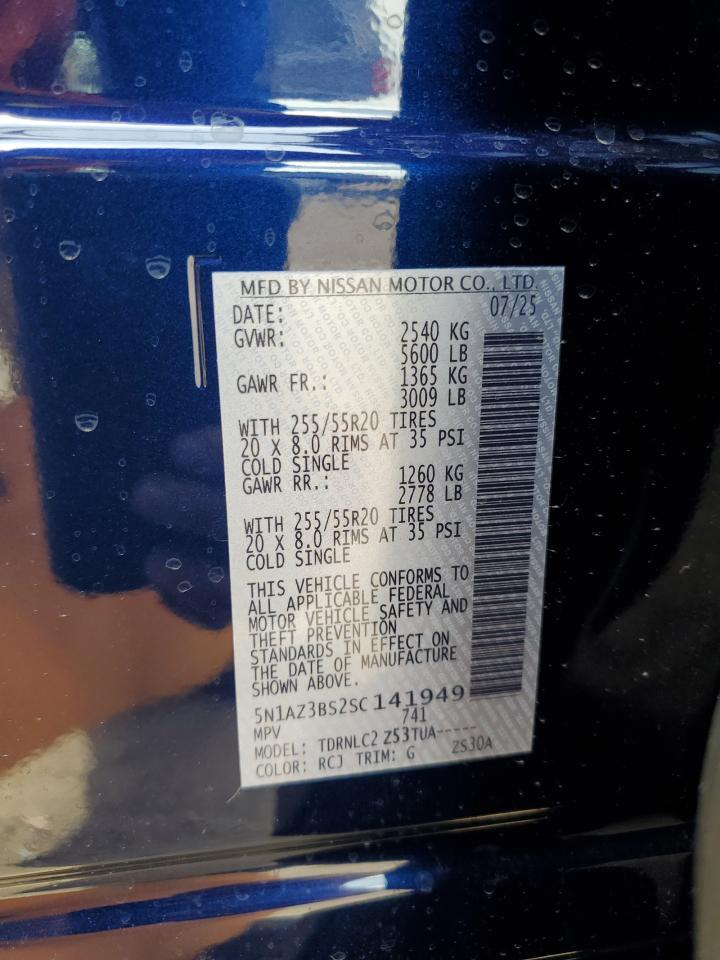 MFD BY NISSAN MOTOR CO., LTD.
DATE: 07/25
GVWR: 2540 KG
5600 LB
GAWR FR.: 1365 KG
3009 LB
WITH 255/55R20 TIRES
20 X 8.0 RIMS AT 35 PSI
COLD SINGLE
GAWR RR.: 1260 KG
2778 LB
WITH 255/55R20 TIRES
20 X 8.0 RIMS AT 35 PSI
COLD SINGLE
THIS VEHICLE CONFORMS TO
ALL APPLICABLE FEDERAL
MOTOR VEHICLE SAFETY AND
THEFT PREVENTION
STANDARDS IN EFFECT ON
THE DATE OF MANUFACTURE
SHOWN ABOVE.
5N1AZ3BS2SC141949
MPV 741
MODEL: TDRNLC2 Z53TUA-----
COLOR: RCJ TRIM: G ZS30A